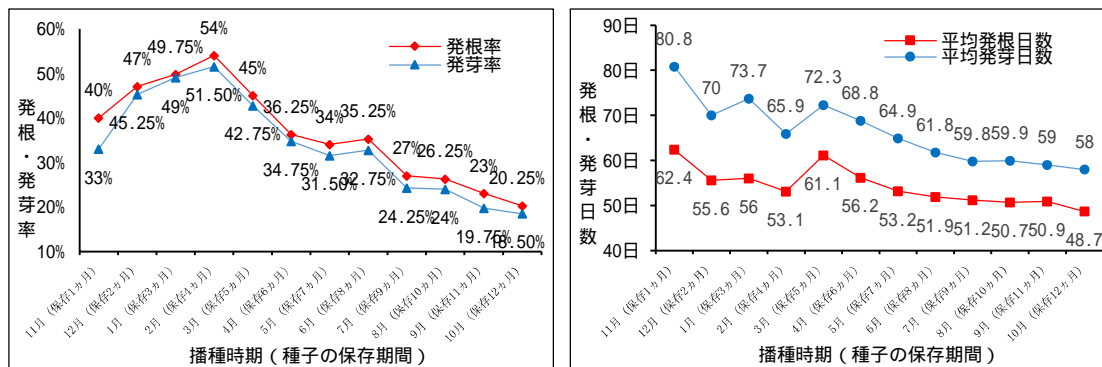 60%
50%
40%
30%
20%
10%
発根・発芽率
発根率
発芽率
40%
47%
49.75%
54%
45%
36.25%
34%
35.25%
27%
26.25%
23%
20.25%
33%
45.25%
49%
51.50%
42.75%
34.75%
31.50%
32.75%
24.25%
24%
19.75%
18.50%
11月(保存1ヵ月)
12月(保存2ヵ月)
1月(保存3ヵ月)
2月(保存4ヵ月)
3月(保存5ヵ月)
4月(保存6ヵ月)
5月(保存7ヵ月)
6月(保存8ヵ月)
7月(保存9ヵ月)
8月(保存10ヵ月)
9月(保存11ヵ月)
10月(保存12ヵ月)
播種時期(種子の保存期間)
90日
80日
70日
60日
50日
40日
発根・発芽日数
平均発根日数
平均発芽日数
80.8
70
73.7
65.9
72.3
68.8
64.9
61.8
59.8
59.9
59
58
62.4
55.6
56
53.1
61.1
56.2
53.2
51.9
51.2
50.7
50.9
48.7
11月(保存1ヵ月)
12月(保存2ヵ月)
1月(保存3ヵ月)
2月(保存4ヵ月)
3月(保存5ヵ月)
4月(保存6ヵ月)
5月(保存7ヵ月)
6月(保存8ヵ月)
7月(保存9ヵ月)
8月(保存10ヵ月)
9月(保存11ヵ月)
10月(保存12ヵ月)
播種時期(種子の保存期間)